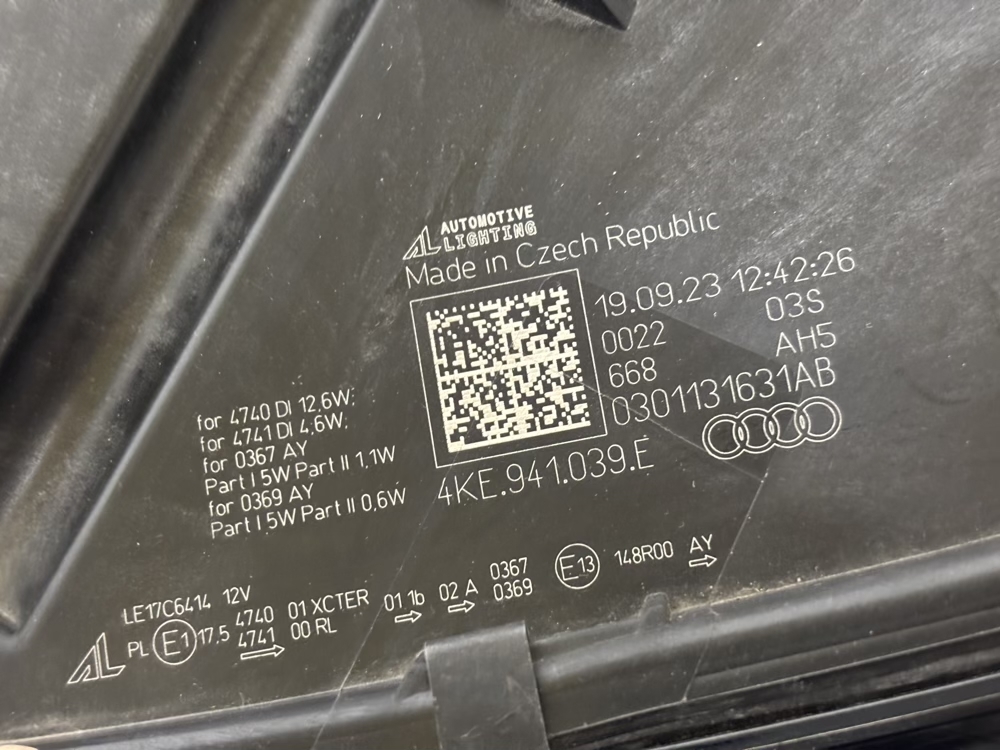 AL AUTOMOTIVE
LIGHTING
Made in Czech Republic
19.09.23 12:42:26
0022 03S
668 AH5
0301131631AB
4KE.941.039.E
for 4740 DI 12,6W;
for 4741 DI 4,6W;
for 0367 AY
Part I 5W Part II 1,1W
for 0369 AY
Part I 5W Part II 0,6W
LE17C6414 12V
AL PL E1 17.5 4740 01 XCTER 01 1b 02 A 0367 E13 148R00 AY
4741 00 RL 0369